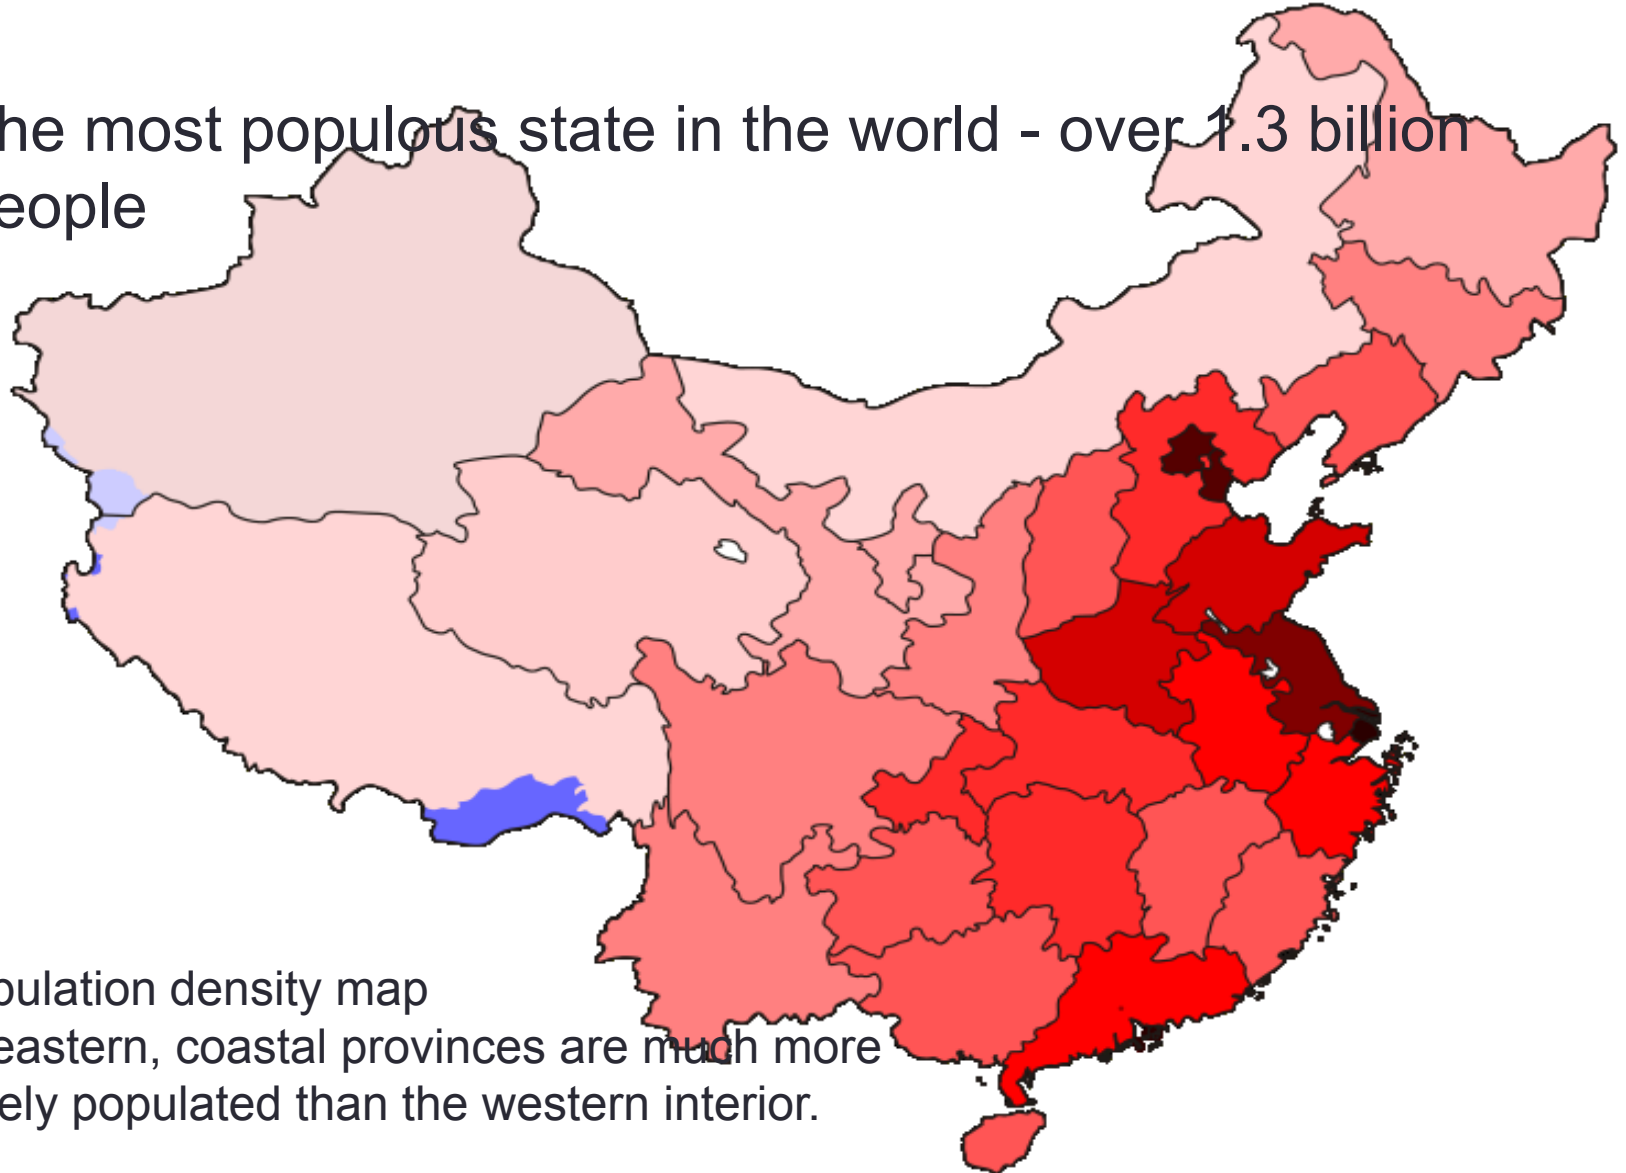 he most populous state in the world - over 1.3 billion
eople
pulation density map
eastern, coastal provinces are much more
ely populated than the western interior.